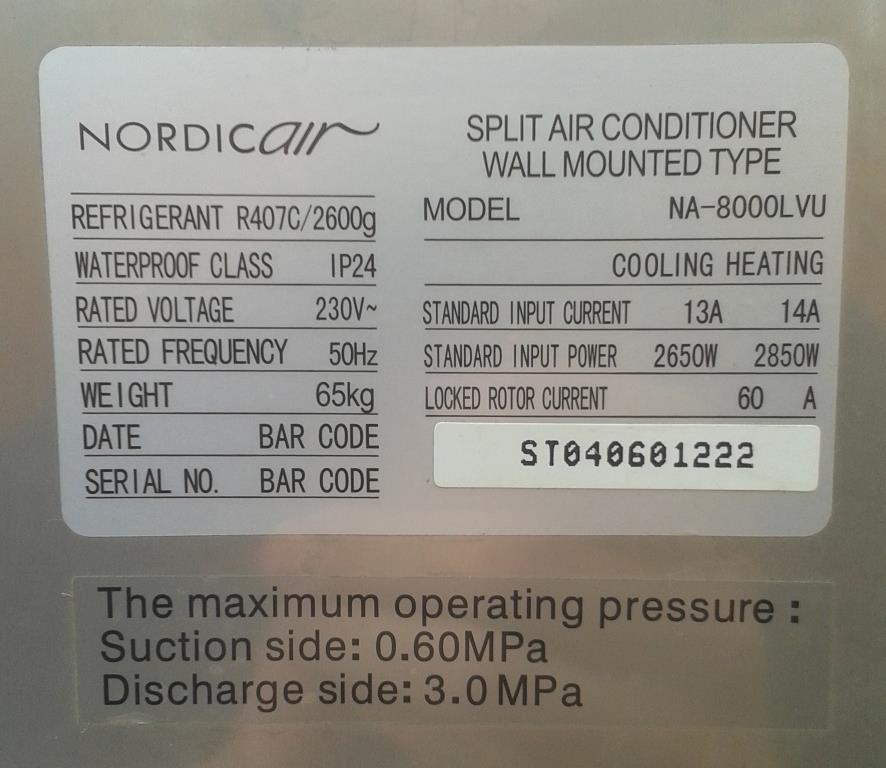 NORDICair
REFRIGERANT R407C/2600g
WATERPROOF CLASS IP24
RATED VOLTAGE 230V~
RATED FREQUENCY 50Hz
WEIGHT 65kg
DATE BAR CODE
SERIAL NO. BAR CODE
SPLIT AIR CONDITIONER
WALL MOUNTED TYPE
MODEL NA-8000LVU
COOLING HEATING
STANDARD INPUT CURRENT 13A 14A
STANDARD INPUT POWER 2650W 2850W
LOCKED ROTOR CURRENT 60 A
ST040601222
The maximum operating pressure :
Suction side: 0.60MPa
Discharge side: 3.0MPa